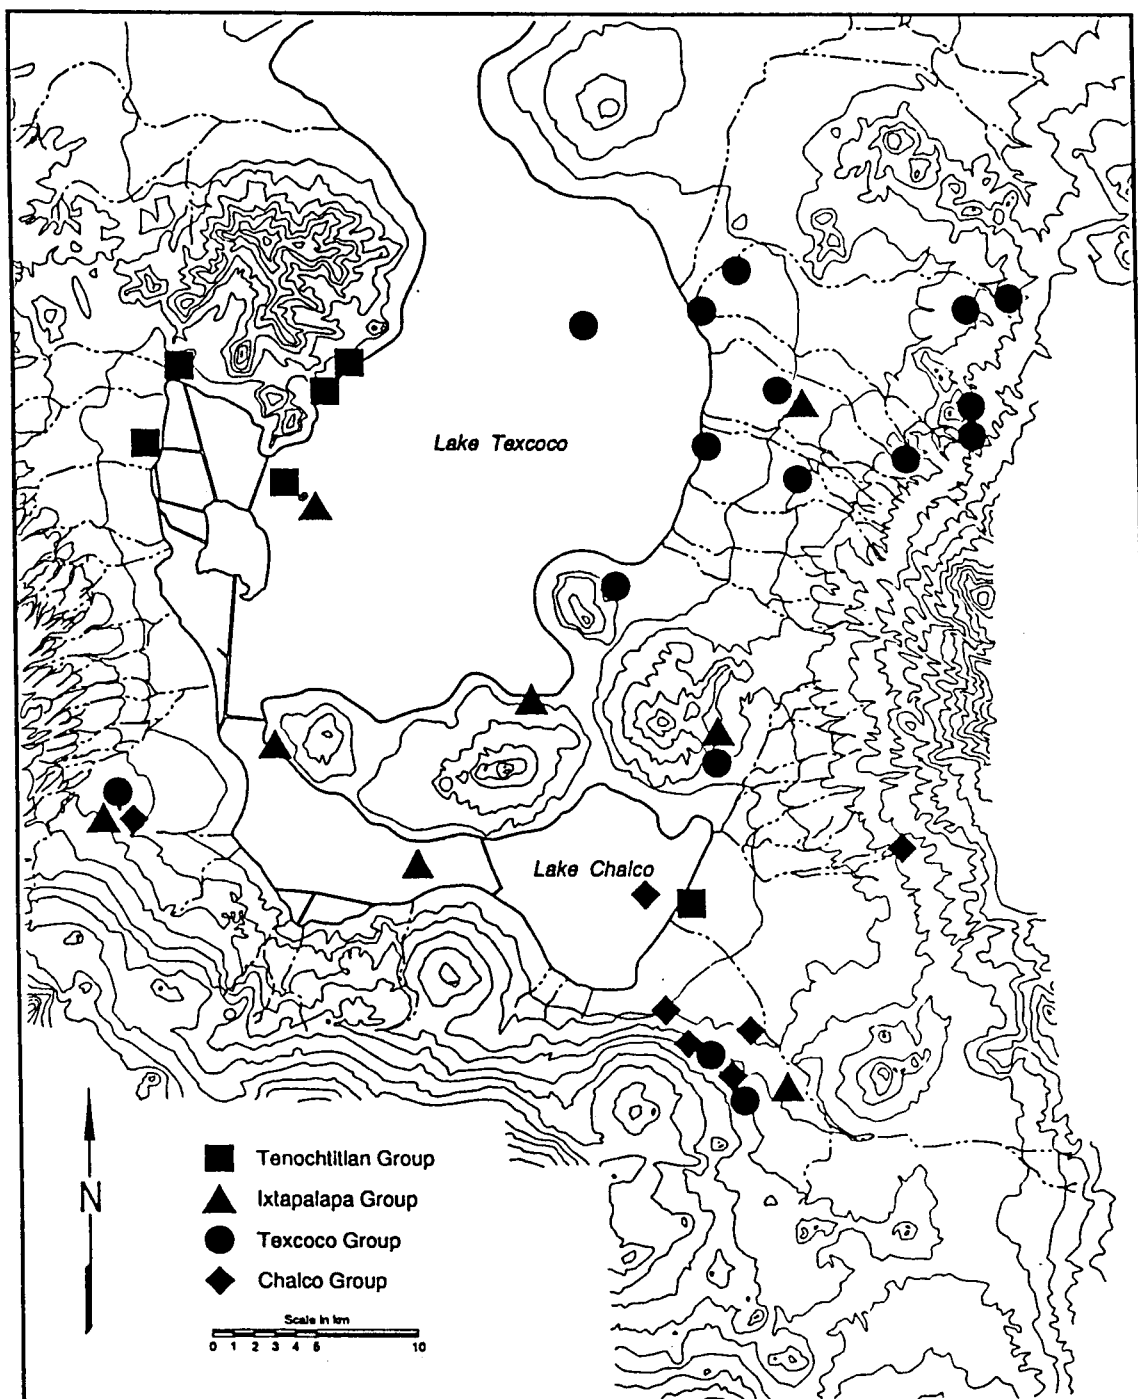 Lake Texcoco
Lake Chalco
N
Tenochtitlan Group
Ixtapalapa Group
Texcoco Group
Chalco Group
Scale in km
0 1 2 3 4 5 10